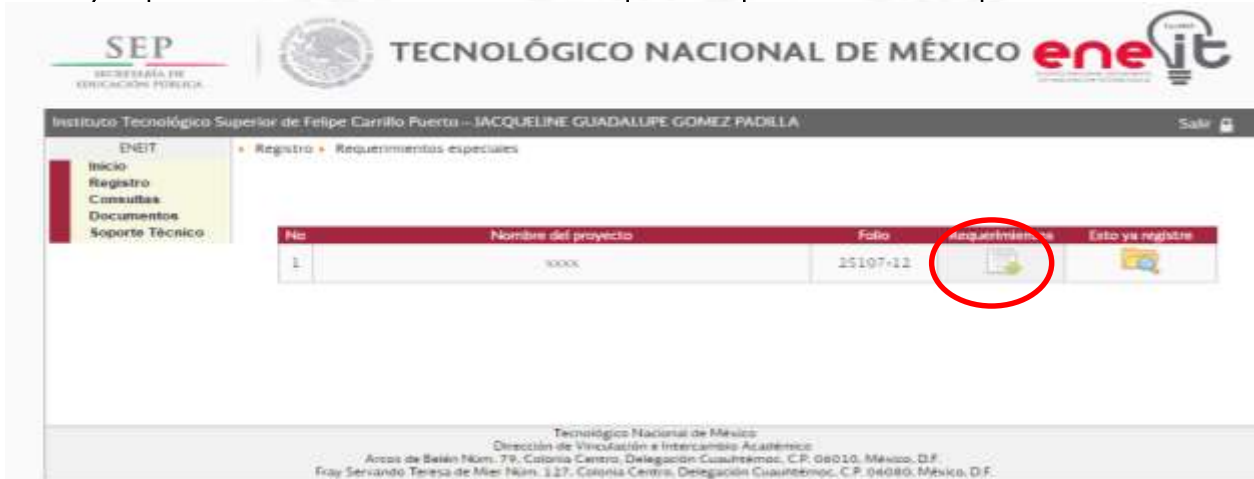 SEP
SECRETARÍA DE
EDUCACIÓN PÚBLICA
TECNOLÓGICO NACIONAL DE MÉXICO
eneit
Instituto Tecnológico Superior de Felipe Carrillo Puerto - JACQUELINE GUADALUPE GOMEZ PADILLA
Salir
ENEIT
Registro Requerimientos especiales
Inicio
Registro
Consultas
Documentos
Soporte Técnico
No Nombre del proyecto Folio Requerimientos Esto ya registre
1 xxxx 25107-12
Tecnológico Nacional de México
Dirección de Vinculación e Intercambio Académico
Arcos de Belén Núm. 79, Colonia Centro, Delegación Cuauhtémoc, C.P. 06010, México, D.F.
Fray Servando Teresa de Mier Núm. 127, Colonia Centro, Delegación Cuauhtémoc, C.P. 06080, México, D.F.